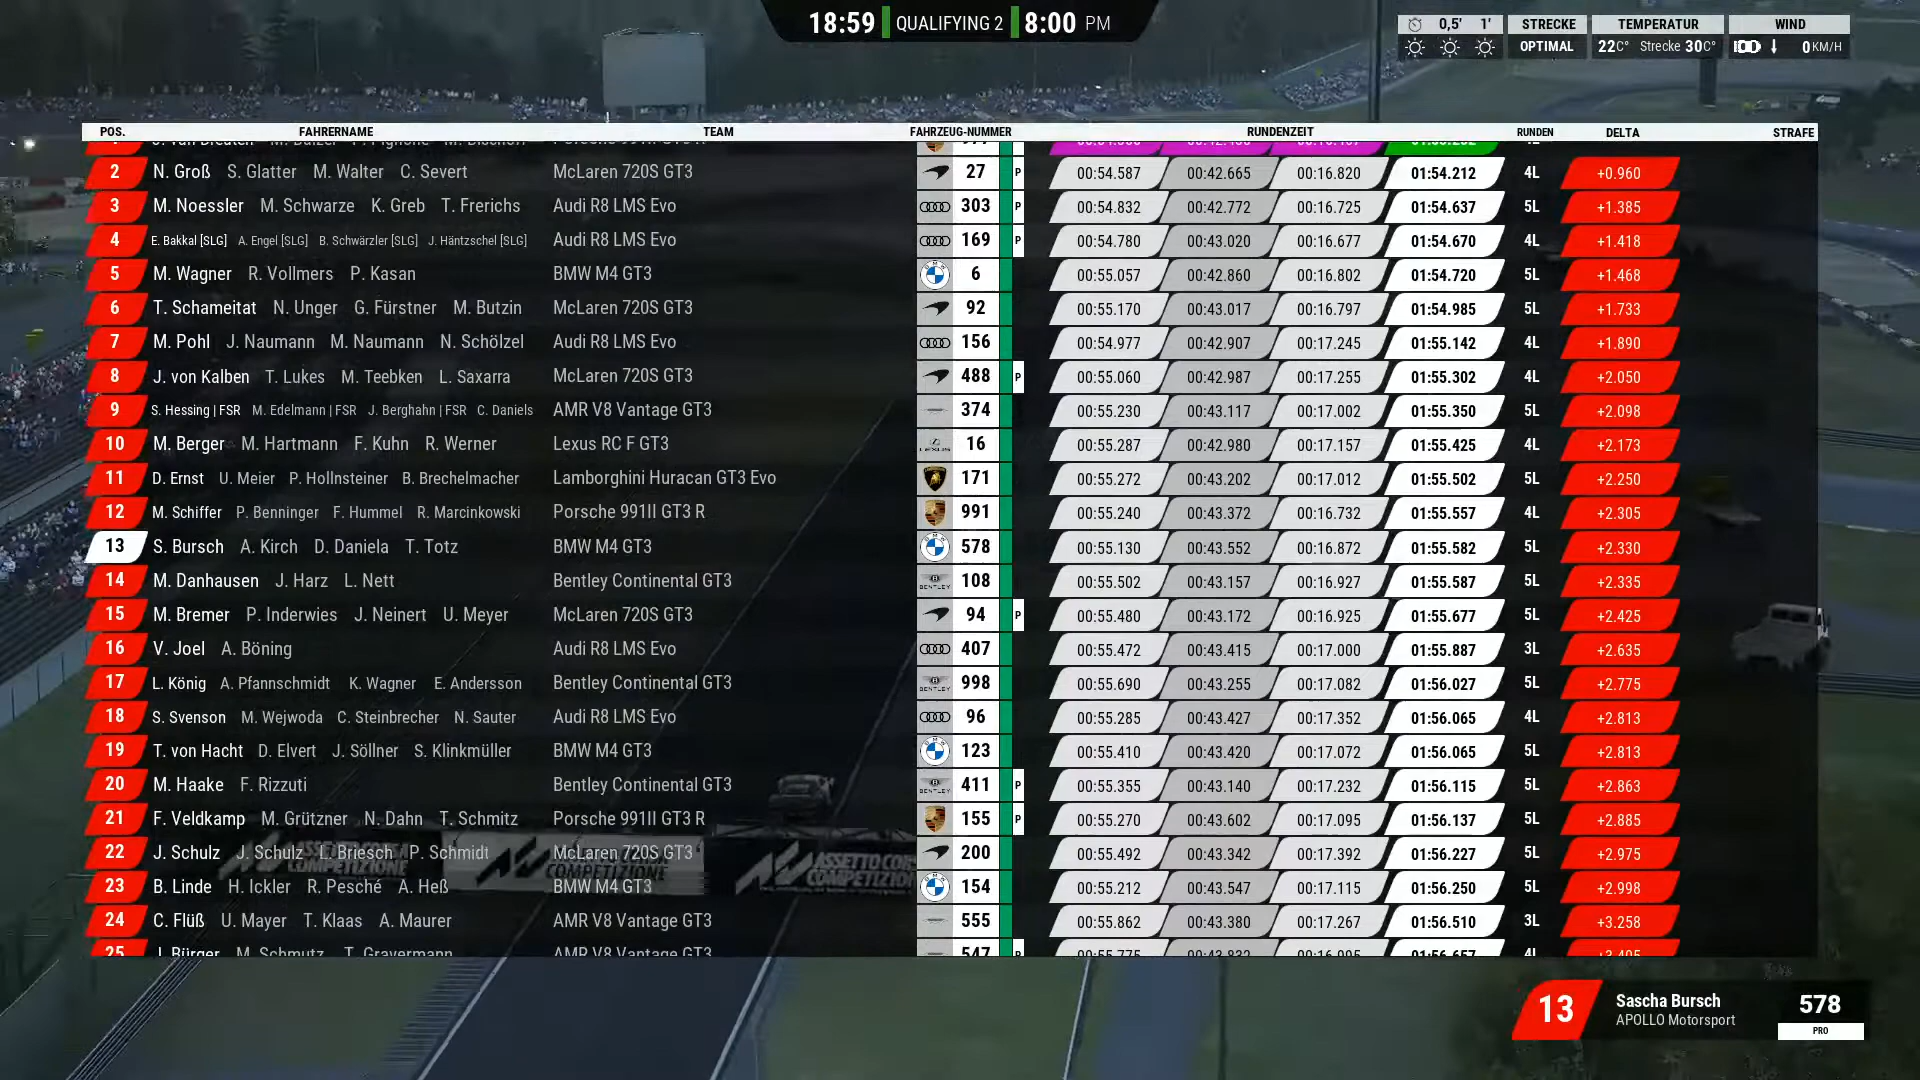 18:59 QUALIFYING 2 8:00 PM
0,5' 1' STRECKE TEMPERATUR WIND
OPTIMAL 22C° Strecke 30C° 0 KM/H
POS. FAHRERNAME TEAM FAHRZEUG-NUMMER RUNDENZEIT RUNDEN DELTA STRAFE
2 N. Groß S. Glatter M. Walter C. Severt McLaren 720S GT3 27 P 00:54.587 00:42.665 00:16.820 01:54.212 4L +0.960
3 M. Noessler M. Schwarze K. Greb T. Frerichs Audi R8 LMS Evo 303 P 00:54.832 00:42.772 00:16.725 01:54.637 5L +1.385
4 E. Bakkal [SLG] A. Engel [SLG] B. Schwärzler [SLG] J. Häntzschel [SLG] Audi R8 LMS Evo 169 P 00:54.780 00:43.020 00:16.677 01:54.670 4L +1.418
5 M. Wagner R. Vollmers P. Kasan BMW M4 GT3 6 00:55.057 00:42.860 00:16.802 01:54.720 5L +1.468
6 T. Schameitat N. Unger G. Fürstner M. Butzin McLaren 720S GT3 92 00:55.170 00:43.017 00:16.797 01:54.985 5L +1.733
7 M. Pohl J. Naumann M. Naumann N. Schölzel Audi R8 LMS Evo 156 00:54.977 00:42.907 00:17.245 01:55.142 4L +1.890
8 J. von Kalben T. Lukes M. Teebken L. Saxarra McLaren 720S GT3 488 P 00:55.060 00:42.987 00:17.255 01:55.302 4L +2.050
9 S. Hessing | FSR M. Edelmann | FSR J. Berghahn | FSR C. Daniels AMR V8 Vantage GT3 374 00:55.230 00:43.117 00:17.002 01:55.350 5L +2.098
10 M. Berger M. Hartmann F. Kuhn R. Werner Lexus RC F GT3 16 00:55.287 00:42.980 00:17.157 01:55.425 4L +2.173
11 D. Ernst U. Meier P. Hollnsteiner B. Brechelmacher Lamborghini Huracan GT3 Evo 171 00:55.272 00:43.202 00:17.012 01:55.502 5L +2.250
12 M. Schiffer P. Benninger F. Hummel R. Marcinkowski Porsche 991II GT3 R 991 00:55.240 00:43.372 00:16.732 01:55.557 4L +2.305
13 S. Bursch A. Kirch D. Daniela T. Totz BMW M4 GT3 578 00:55.130 00:43.552 00:16.872 01:55.582 5L +2.330
14 M. Danhausen J. Harz L. Nett Bentley Continental GT3 BENTLEY 108 00:55.502 00:43.157 00:16.927 01:55.587 5L +2.335
15 M. Bremer P. Inderwies J. Neinert U. Meyer McLaren 720S GT3 94 P 00:55.480 00:43.172 00:16.925 01:55.677 5L +2.425
16 V. Joel A. Böning Audi R8 LMS Evo 407 00:55.472 00:43.415 00:17.000 01:55.887 3L +2.635
17 L. König A. Pfannschmidt K. Wagner E. Andersson Bentley Continental GT3 BENTLEY 998 00:55.690 00:43.255 00:17.082 01:56.027 5L +2.775
18 S. Svenson M. Wejwoda C. Steinbrecher N. Sauter Audi R8 LMS Evo 96 00:55.285 00:43.427 00:17.352 01:56.065 4L +2.813
19 T. von Hacht D. Elvert J. Söllner S. Klinkmüller BMW M4 GT3 123 00:55.410 00:43.420 00:17.072 01:56.065 5L +2.813
20 M. Haake F. Rizzuti Bentley Continental GT3 BENTLEY 411 P 00:55.355 00:43.140 00:17.232 01:56.115 5L +2.863
21 F. Veldkamp M. Grützner N. Dahn T. Schmitz Porsche 991II GT3 R 155 P 00:55.270 00:43.602 00:17.095 01:56.137 5L +2.885
22 J. Schulz J. Schulz L. Briesch P. Schmidt McLaren 720S GT3 200 00:55.492 00:43.342 00:17.392 01:56.227 5L +2.975
23 B. Linde H. Ickler R. Pesché A. Heß BMW M4 GT3 154 00:55.212 00:43.547 00:17.115 01:56.250 5L +2.998
24 C. Flüß U. Mayer T. Klaas A. Maurer AMR V8 Vantage GT3 555 00:55.862 00:43.380 00:17.267 01:56.510 3L +3.258
25 J. Bürger M. Schmutz T. Gravermann AMR V8 Vantage GT3 547 P 4L
13 Sascha Bursch 578
APOLLO Motorsport PRO